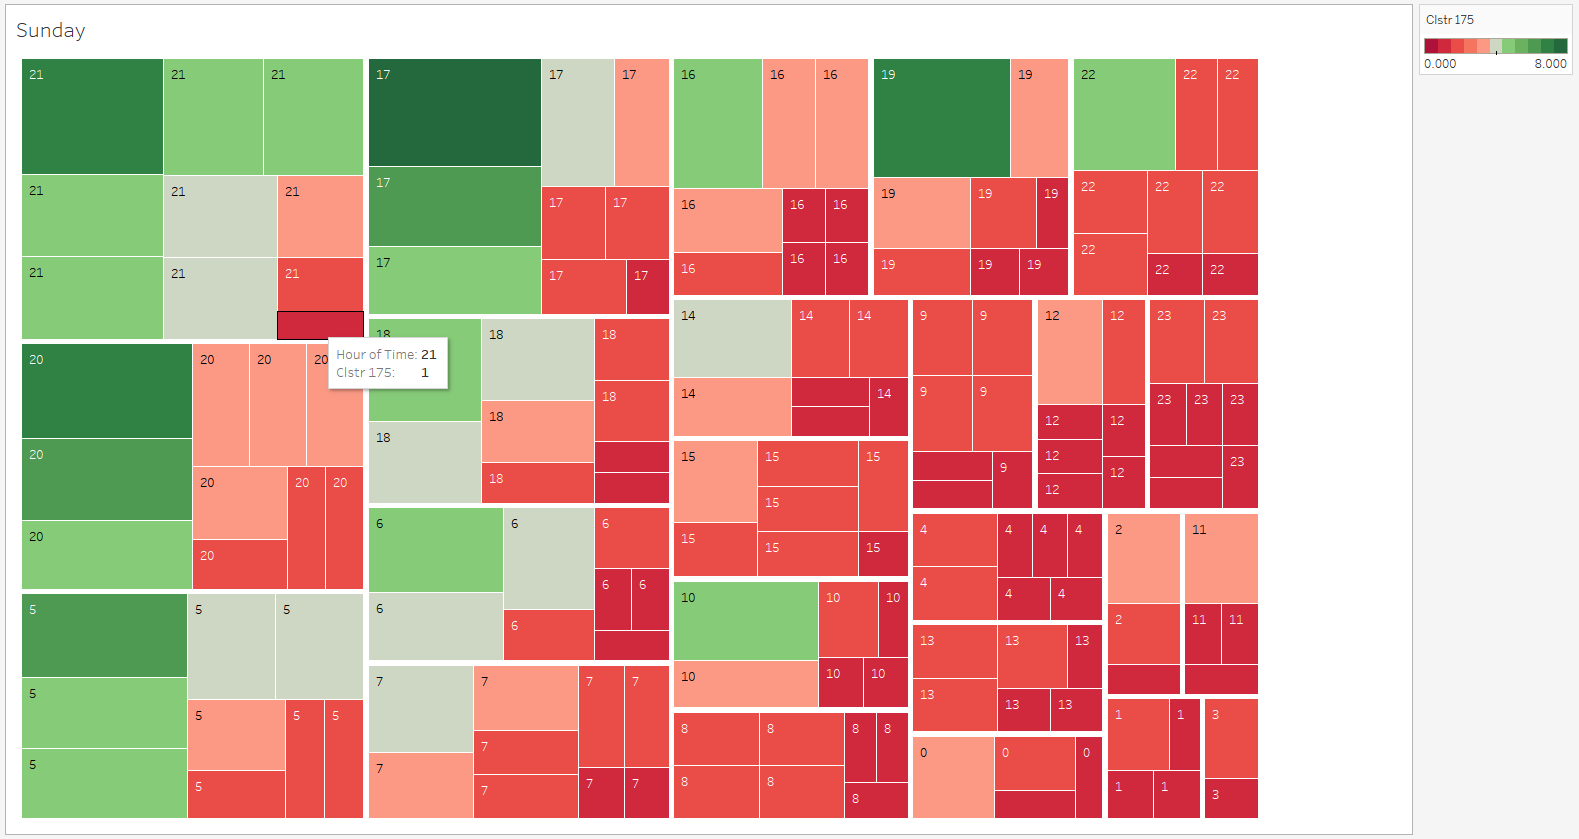 Sunday
Clstr 175
0.000 8.000
21 21 21
21 21 21
21 21 21
20 20 20 20
20 20 20 20
20 20
5 5 5
5 5 5 5
5 5
17 17 17
17 17 17
17 17 17
18 18 18
18 18 18
18
Hour of Time: 21
Clstr 175: 1
6 6 6
6 6 6
6
7 7 7 7
7 7
7 7 7
16 16 16
16 16 16
16 16 16
19 19
19 19 19
19 19 19
22 22 22
22 22 22
22 22 22
14 14 14
14 14
15 15 15
15
15 15 15
10 10 10
10 10 10
8 8 8 8
8 8 8
9 9
9 9
9
12 12
12 12
12 12
12
23 23
23 23 23
23
4 4 4 4
4 4 4
13 13 13
13 13 13
0 0 0
2 11
2 11 11
1 1 3
1 1 3